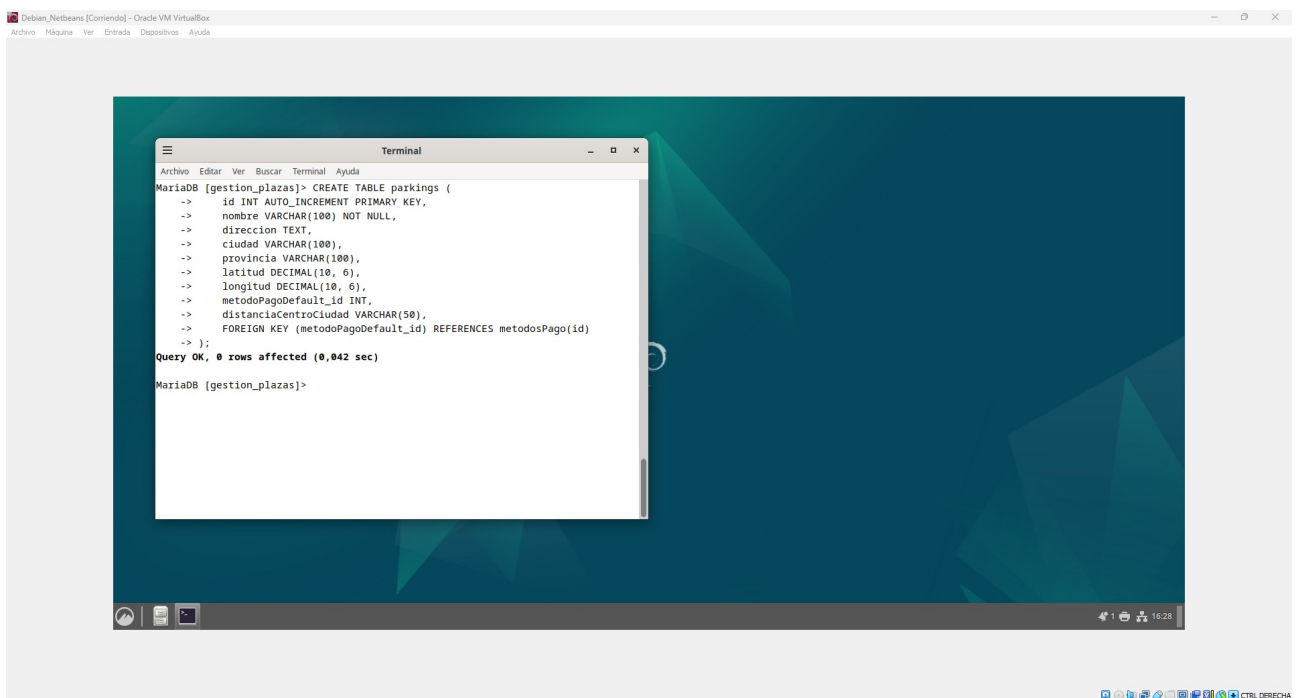 Debian_Netbeans [Corriendo] - Oracle VM VirtualBox
Archivo Máquina Ver Entrada Dispositivos Ayuda
Terminal
Archivo Editar Ver Buscar Terminal Ayuda
MariaDB [gestion_plazas]> CREATE TABLE parkings (
-> id INT AUTO_INCREMENT PRIMARY KEY,
-> nombre VARCHAR(100) NOT NULL,
-> direccion TEXT,
-> ciudad VARCHAR(100),
-> provincia VARCHAR(100),
-> latitud DECIMAL(10, 6),
-> longitud DECIMAL(10, 6),
-> metodoPagoDefault_id INT,
-> distanciaCentroCiudad VARCHAR(50),
-> FOREIGN KEY (metodoPagoDefault_id) REFERENCES metodosPago(id)
-> );
Query OK, 0 rows affected (0,042 sec)
MariaDB [gestion_plazas]>
1 16:28
CTRL DERECHA